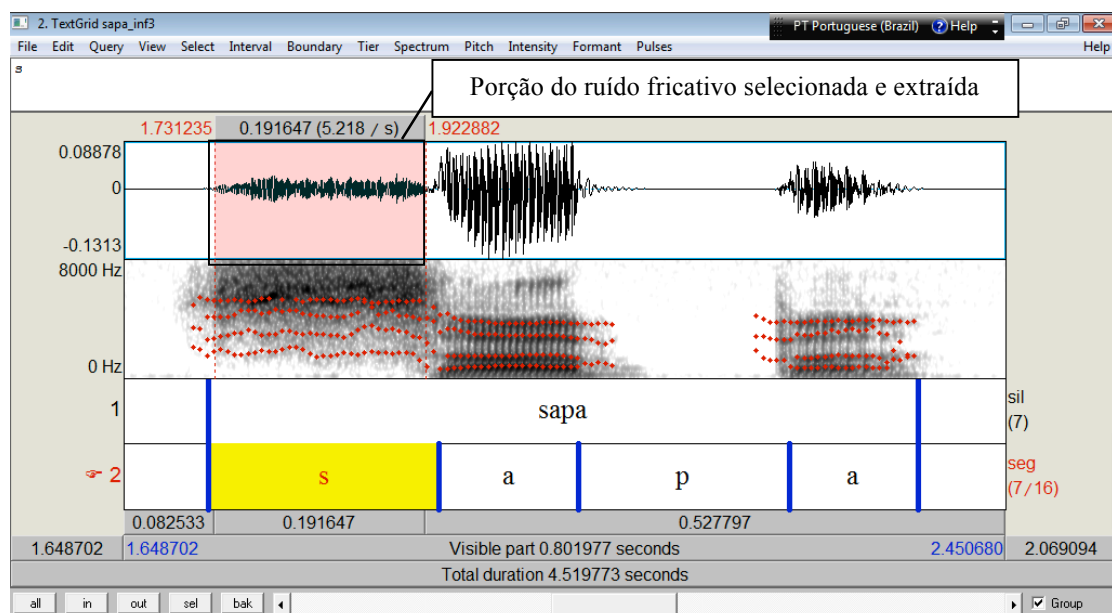 2. TextGrid sapa_inf3
PT Portuguese (Brazil) Help
File Edit Query View Select Interval Boundary Tier Spectrum Pitch Intensity Formant Pulses Help
s
Porção do ruído fricativo selecionada e extraída
1.731235 0.191647 (5.218 / s) 1.922882
0.08878
0
-0.1313
8000 Hz
0 Hz
1 sapa sil
(7)
2 s a p a seg
(7/16)
0.082533 0.191647 0.527797
1.648702 1.648702 Visible part 0.801977 seconds 2.450680 2.069094
Total duration 4.519773 seconds
all in out sel bak Group